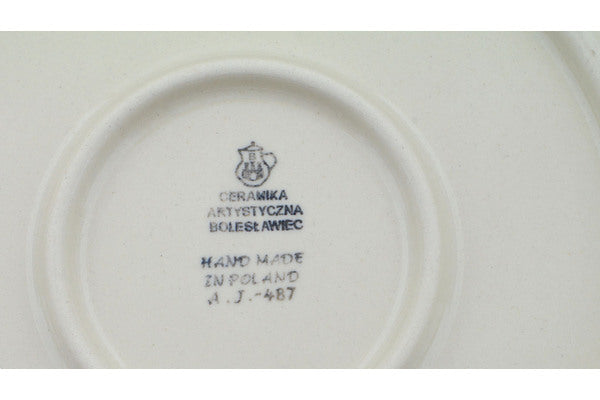 CERAMIKA
ARTYSTYCZNA
BOLESŁAWIEC
HAND MADE
IN POLAND
A.J.-487